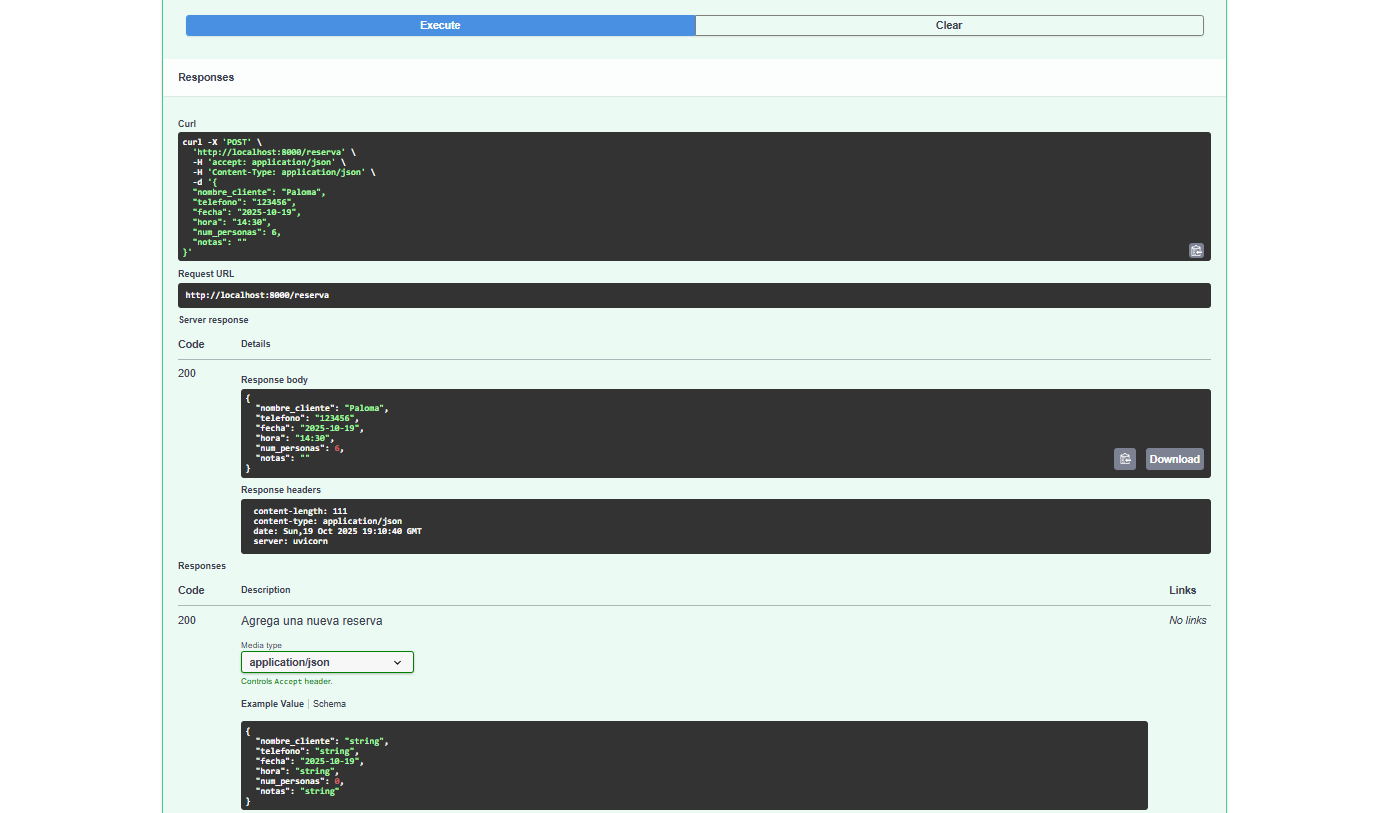 Execute
Clear
Responses
Curl
curl -X 'POST' \
'http://localhost:8000/reserva' \
-H 'accept: application/json' \
-H 'Content-Type: application/json' \
-d '{
"nombre_cliente": "Paloma",
"telefono": "123456",
"fecha": "2025-10-19",
"hora": "14:30",
"num_personas": 6,
"notas": ""
}'
Request URL
http://localhost:8000/reserva
Server response
Code Details
200
Response body
{
"nombre_cliente": "Paloma",
"telefono": "123456",
"fecha": "2025-10-19",
"hora": "14:30",
"num_personas": 6,
"notas": ""
}
Download
Response headers
content-length: 111
content-type: application/json
date: Sun,19 Oct 2025 19:10:40 GMT
server: uvicorn
Responses
Code Description Links
200 Agrega una nueva reserva No links
Media type
application/json
Controls Accept header.
Example Value | Schema
{
"nombre_cliente": "string",
"telefono": "string",
"fecha": "2025-10-19",
"hora": "string",
"num_personas": 0,
"notas": "string"
}